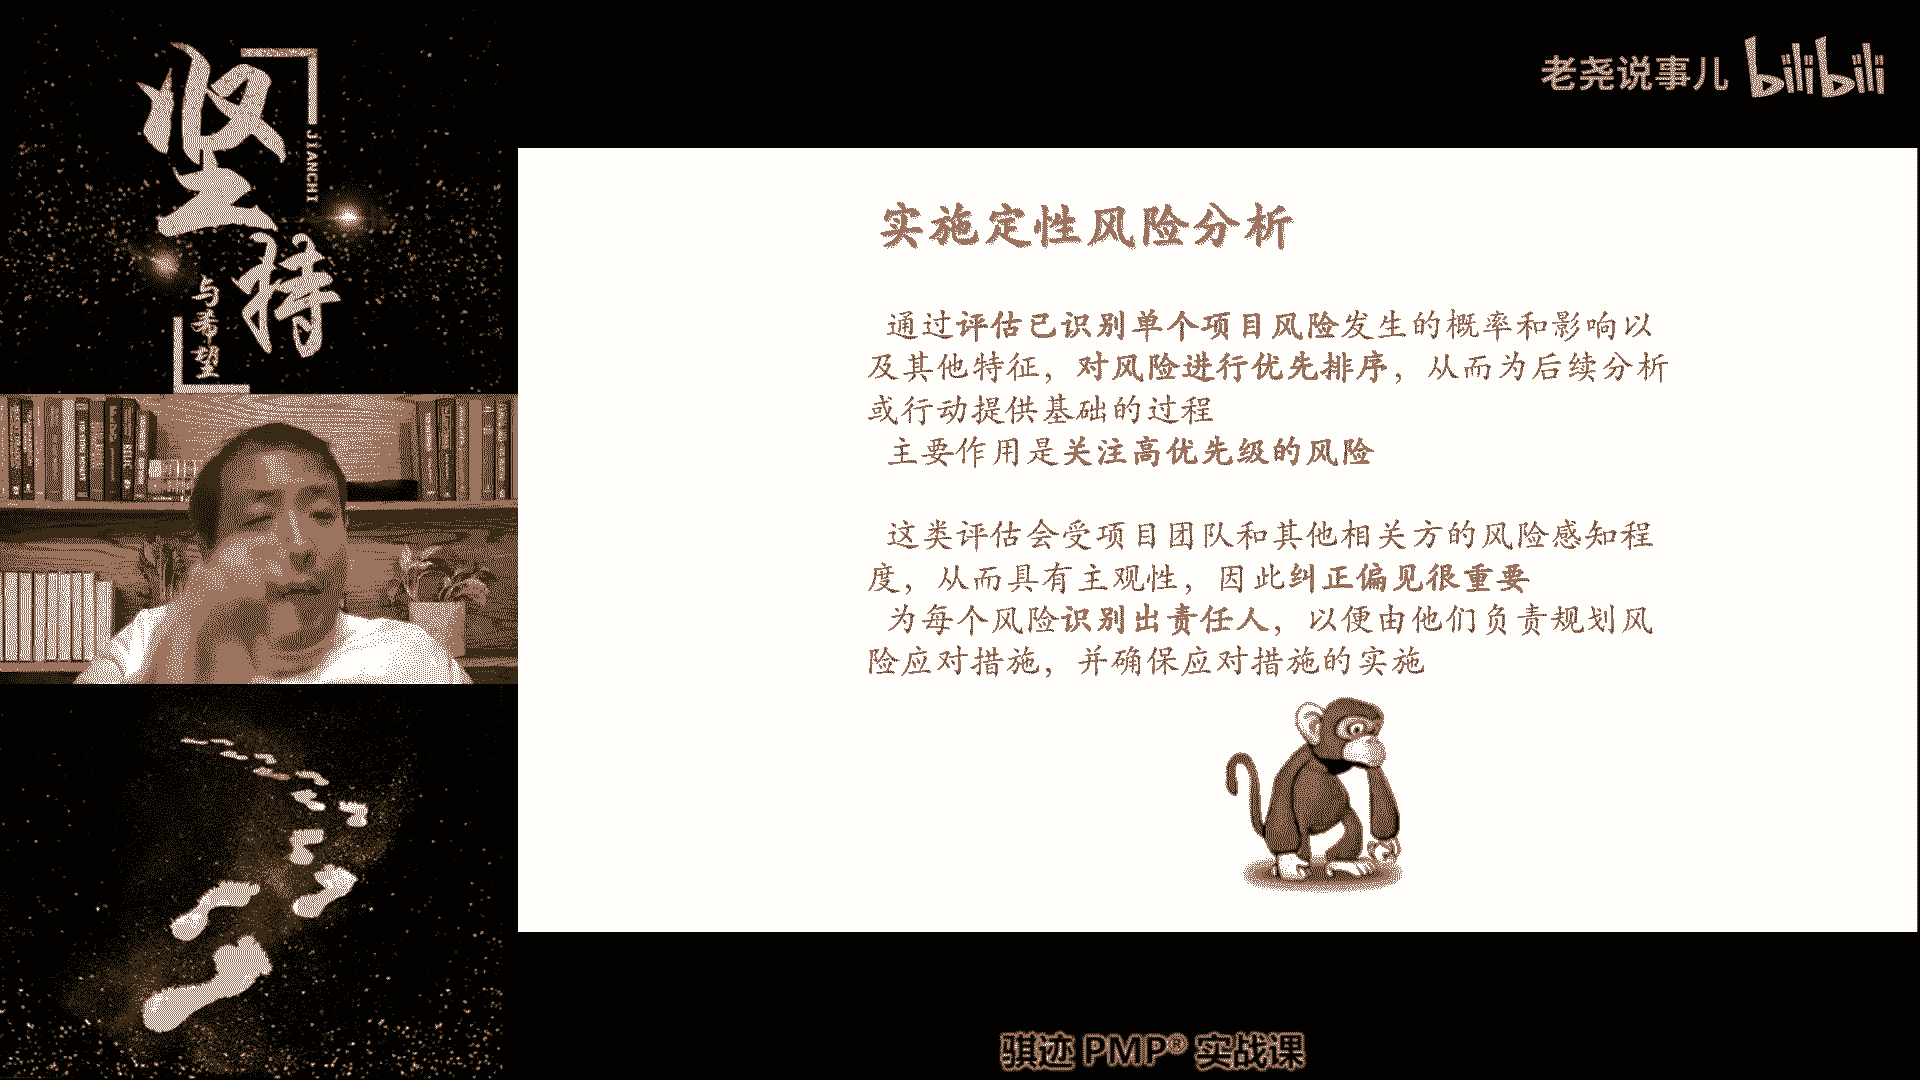 坚持
JIANCHI
与希望
老尧说事儿 bilibili
实施定性风险分析
通过评估已识别单个项目风险发生的概率和影响以
及其他特征，对风险进行优先排序，从而为后续分析
或行动提供基础的过程
主要作用是关注高优先级的风险
这类评估会受项目团队和其他相关方的风险感知程
度，从而具有主观性，因此纠正偏见很重要
为每个风险识别出责任人，以便由他们负责规划风
险应对措施，并确保应对措施的实施
骐迹 PMP® 实战课